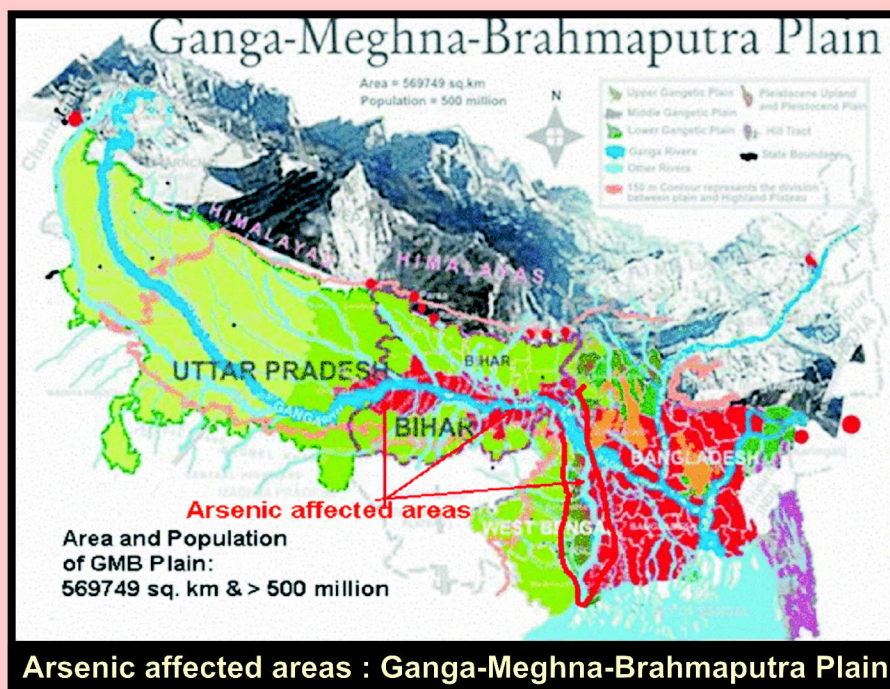 Ganga-Meghna-Brahmaputra Plain
Area = 569749 sq.km
Population = 500 million
N
Upper Gangetic Plain
Middle Gangetic Plain
Lower Gangetic Plain
Ganga Rivers
Other Rivers
150 m Contour represents the division
between plain and Highland Plateau
Pleistocene Upland
and Pleistocene Plain
Hill Tract
State Boundary
HIMALAYAS
HIMALAYAS
UTTAR PRADESH
BIHAR
GANGA
BIHAR
BANGLADESH
Arsenic affected areas
WEST BENGAL
Area and Population
of GMB Plain:
569749 sq. km & > 500 million
Arsenic affected areas : Ganga-Meghna-Brahmaputra Plain